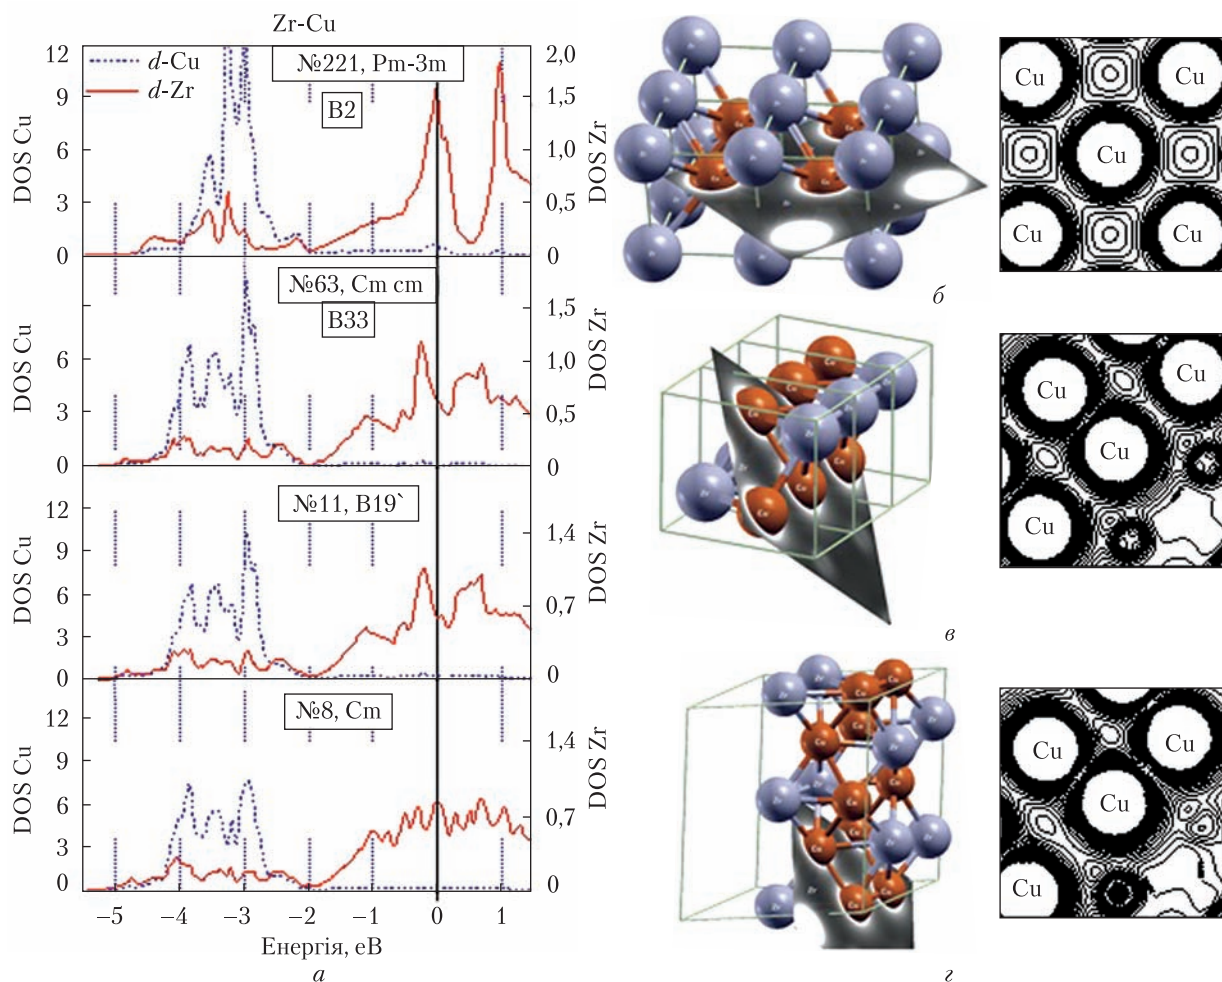 Zr-Cu
12
9
6
3
0
DOS Cu
d-Cu
d-Zr
№221, Pm-3m
B2
2,0
1,5
1,0
0,5
0
DOS Zr
6
3
0
DOS Cu
№63, Cm cm
B33
1,5
1,0
0,5
0
DOS Zr
12
9
6
3
0
DOS Cu
№11, B19`
1,4
0,7
0
DOS Zr
12
9
6
3
0
DOS Cu
№8, Cm
1,4
0,7
0
DOS Zr
−5 −4 −3 −2 −1 0 1
Енергія, еВ
а
б
Cu Cu
Cu
Cu Cu
в
Cu Cu
Cu
Cu
г
Cu Cu
Cu
Cu